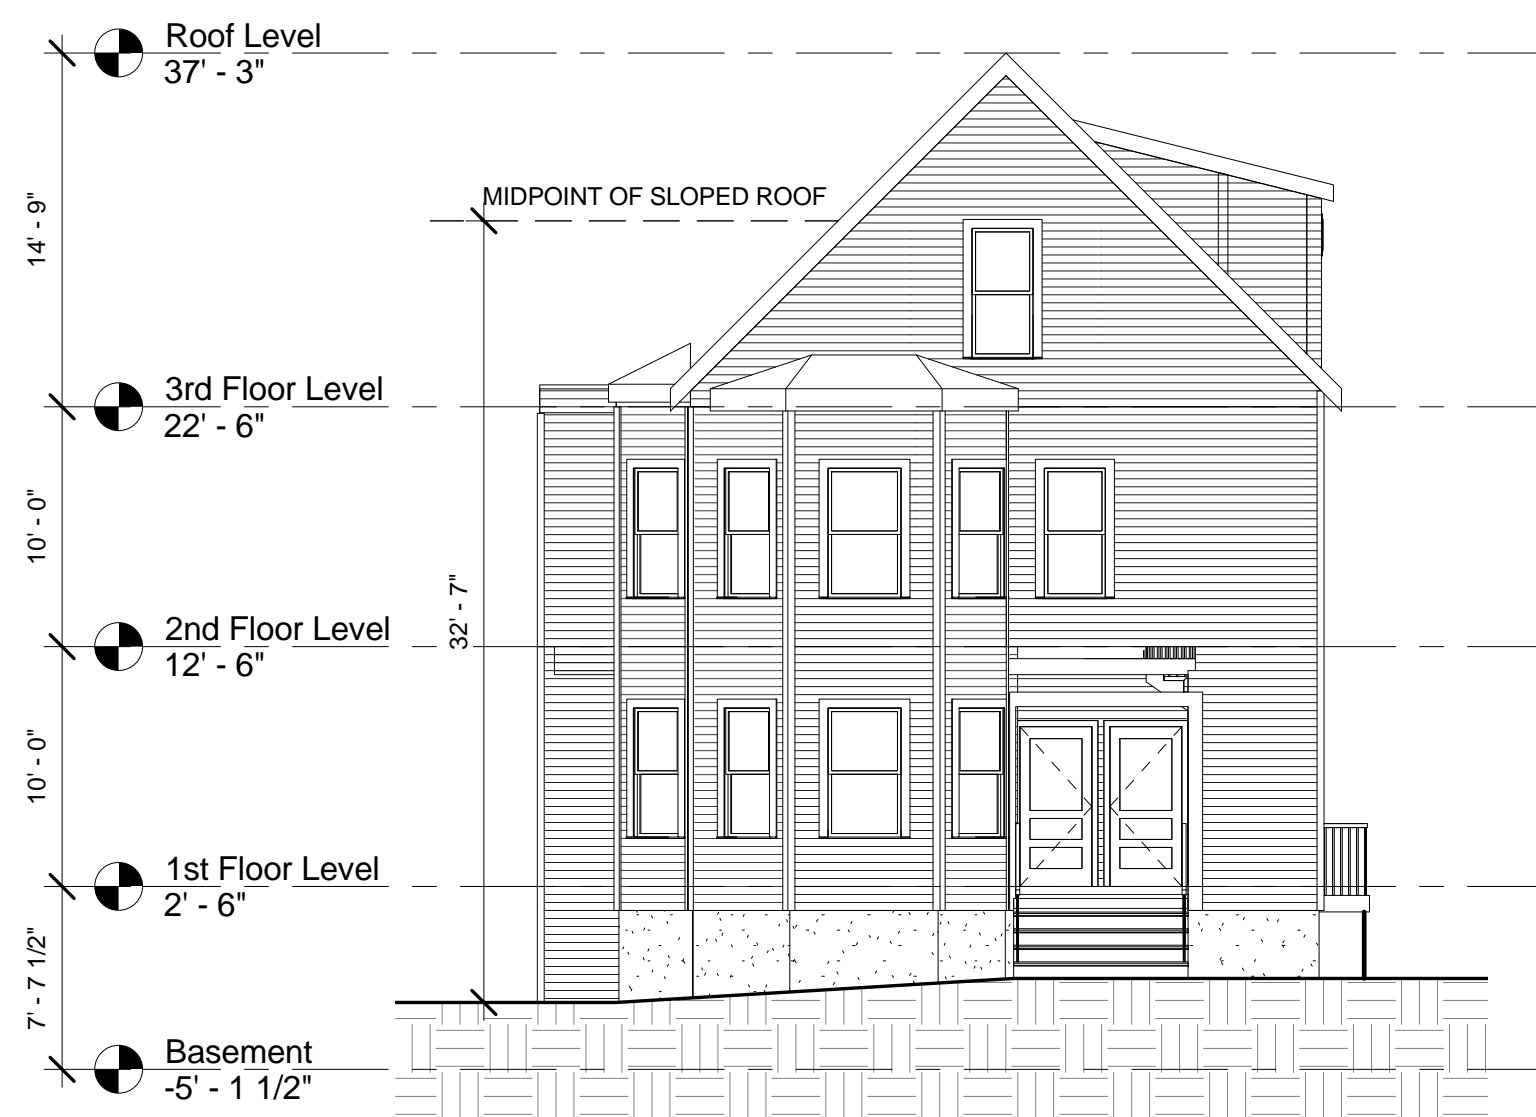 Roof Level
37' - 3"
14' - 9"
MIDPOINT OF SLOPED ROOF
3rd Floor Level
22' - 6"
10' - 0"
32' - 7"
2nd Floor Level
12' - 6"
10' - 0"
1st Floor Level
2' - 6"
7' - 7 1/2"
Basement
-5' - 1 1/2"